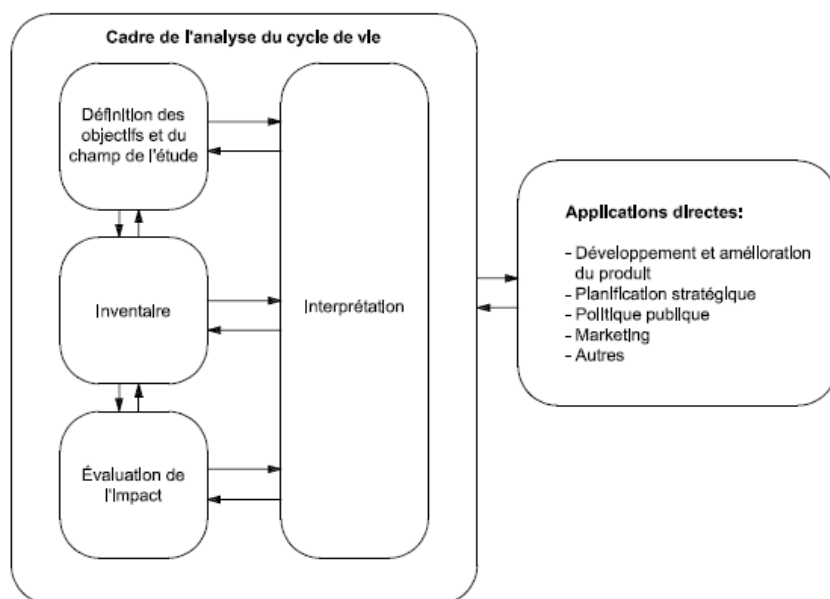 Cadre de l'analyse du cycle de vie
Définition des
objectifs et du
champ de l'étude
Inventaire
Évaluation de
l'impact
Interprétation
Applications directes:
- Développement et amélioration
du produit
- Planification stratégique
- Politique publique
- Marketing
- Autres